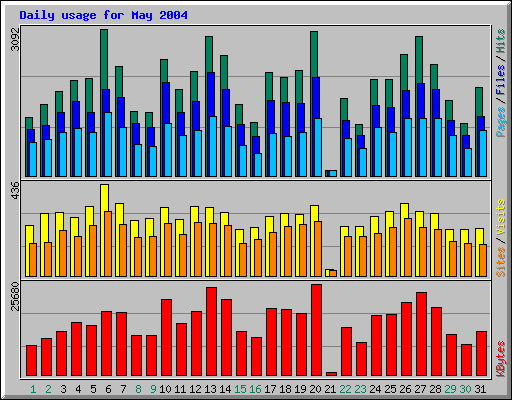 Daily usage for May 2004
3092
Pages / Files / Hits
436
Sites / Visits
25680
KBytes
1 2 3 4 5 6 7 8 9 10 11 12 13 14 15 16 17 18 19 20 21 22 23 24 25 26 27 28 29 30 31